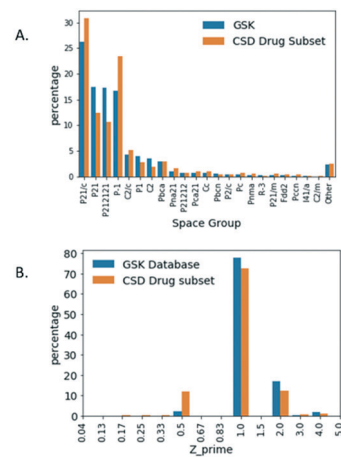 A.
GSK
CSD Drug Subset
percentage
30
25
20
15
10
5
0
P21/c
P21
P212121
P-1
C2/c
P1
C2
Pbca
Pna21
P21212
Pca21
Cc
Pbcn
P2/c
Pc
Pnma
R-3
P21/m
Fdd2
Pccn
I41/a
C2/m
Other
Space Group
B.
GSK Database
CSD Drug subset
percentage
80
70
60
50
40
30
20
10
0
0.04
0.13
0.17
0.25
0.33
0.5
0.67
0.83
1.0
1.5
2.0
3.0
4.0
5.0
Z_prime